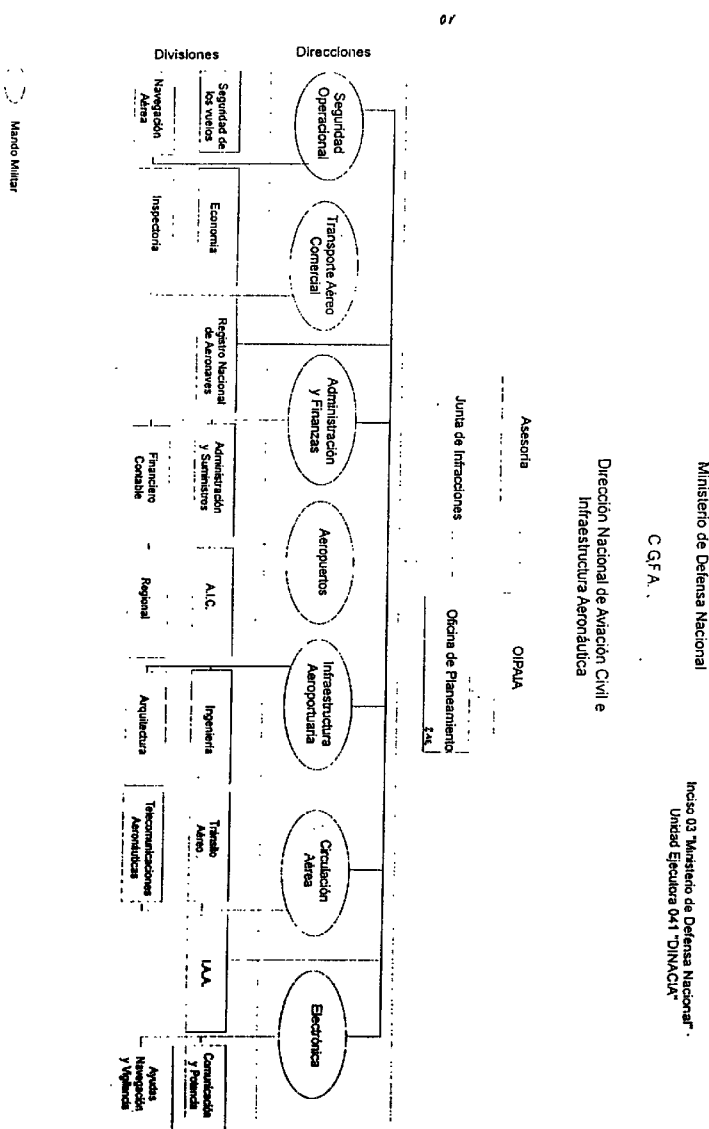 Ministerio de Defensa Nacional
Inciso 03 "Ministerio de Defensa Nacional" -
Unidad Ejecutora 041 "DINACIA"
C.G.F.A.
Dirección Nacional de Aviación Civil e
Infraestructura Aeronáutica
Asesoria
OIPAIA
Junta de Infracciones
Oficina de Planeamiento
Direcciones
Seguridad
Operacional
Transporte Aéreo
Comercial
Administración
y Finanzas
Aeropuertos
Infraestructura
Aeroportuaria
Circulación
Aérea
Electrónica
Divisiones
Seguridad de
los vuelos
Economía
Registro Nacional
de Aeronaves
Administración
y Suministros
A.I.C.
Ingeniería
Tránsito
Aéreo
I.A.A.
Comunicación
y Potencia
Navegación
Aérea
Inspectoria
Financiero
Contable
Regional
Arquitectura
Telecomunicaciones
Aeronáuticas
Ayudas
Navegación
y Vigilancia
Mando Militar